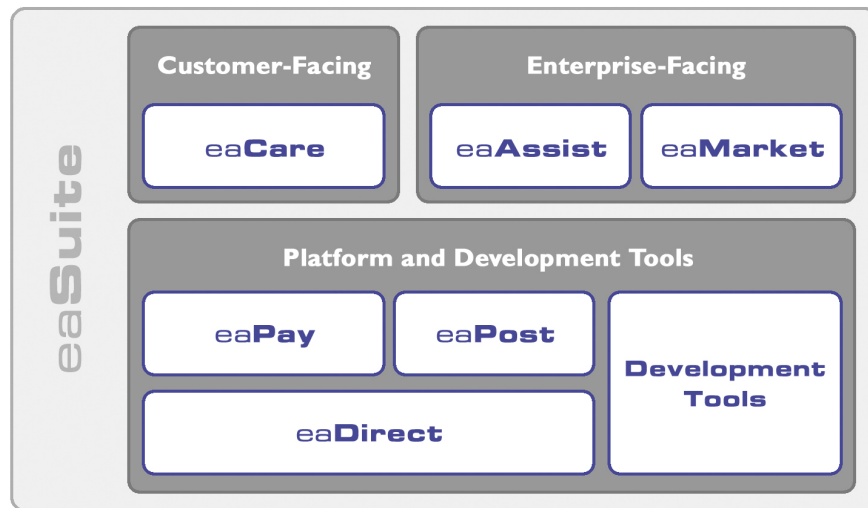 eaSuite
Customer-Facing
eaCare
Enterprise-Facing
eaAssist
eaMarket
Platform and Development Tools
eaPay
eaPost
eaDirect
Development
Tools